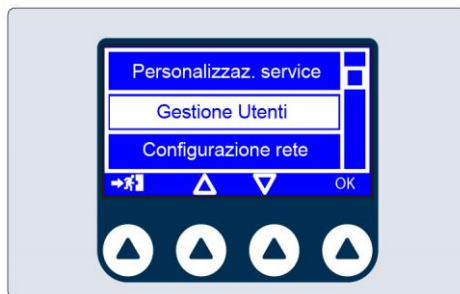 Personalizzaz. service
Gestione Utenti
Configurazione rete
OK